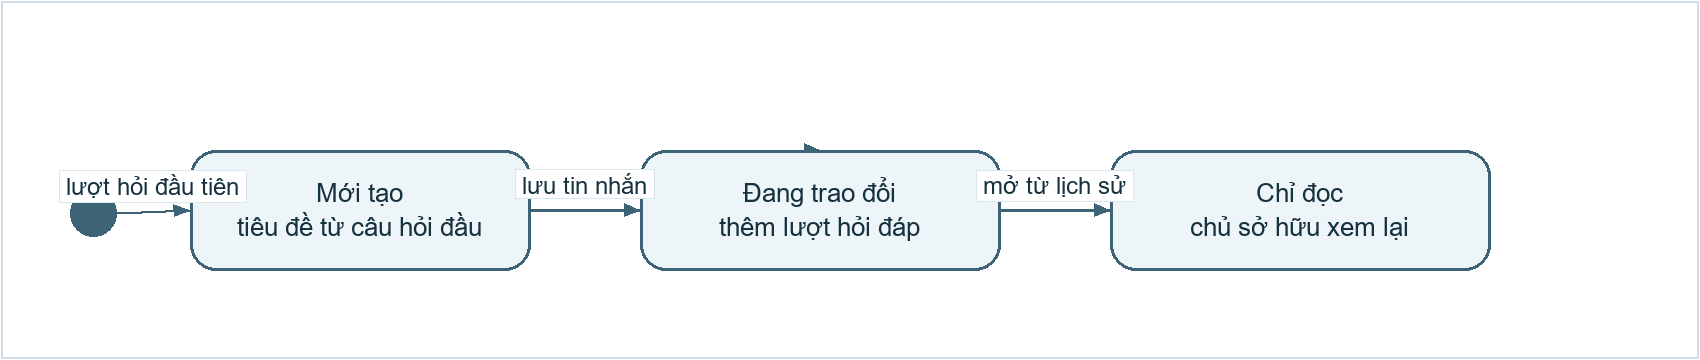 lượt hỏi đầu tiên
Mới tạo
tiêu đề từ câu hỏi đầu
lưu tin nhắn
Đang trao đổi
thêm lượt hỏi đáp
mở từ lịch sử
Chỉ đọc
chủ sở hữu xem lại